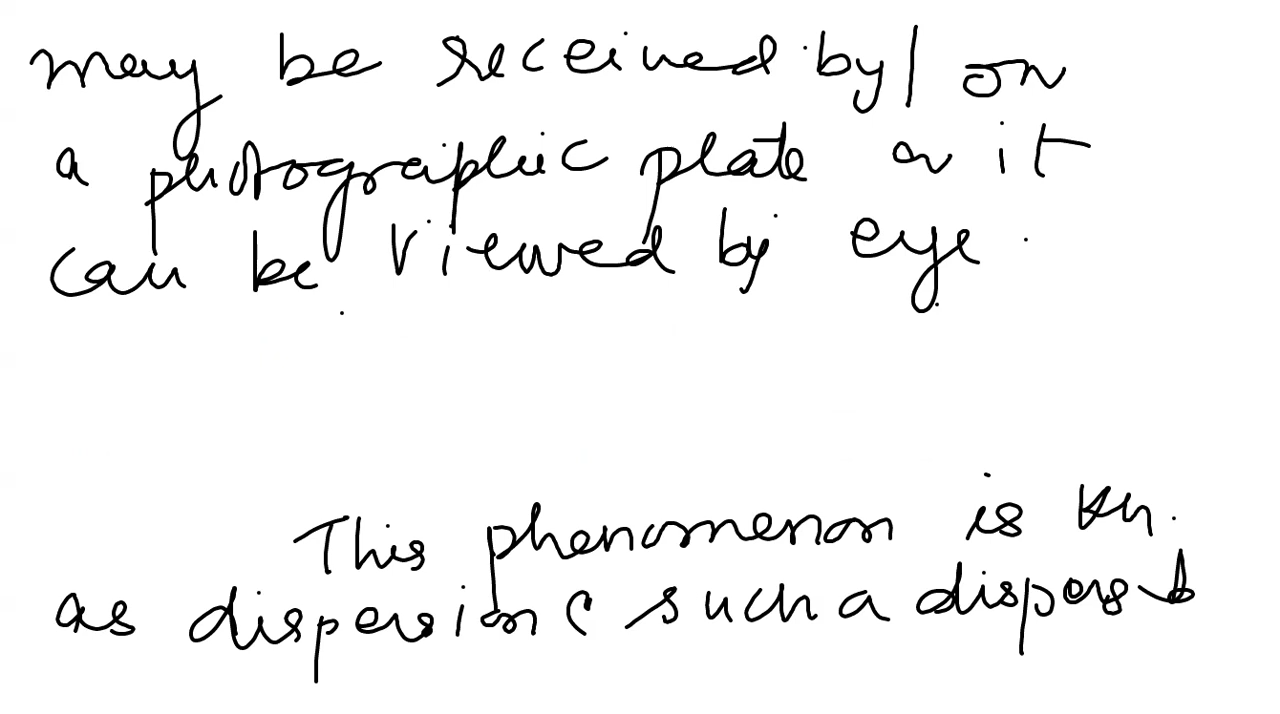 may be received by/on
a photographic plate or it
can be viewed by eye.
This phenomenon is kn.
as dispersion ( such a dispers